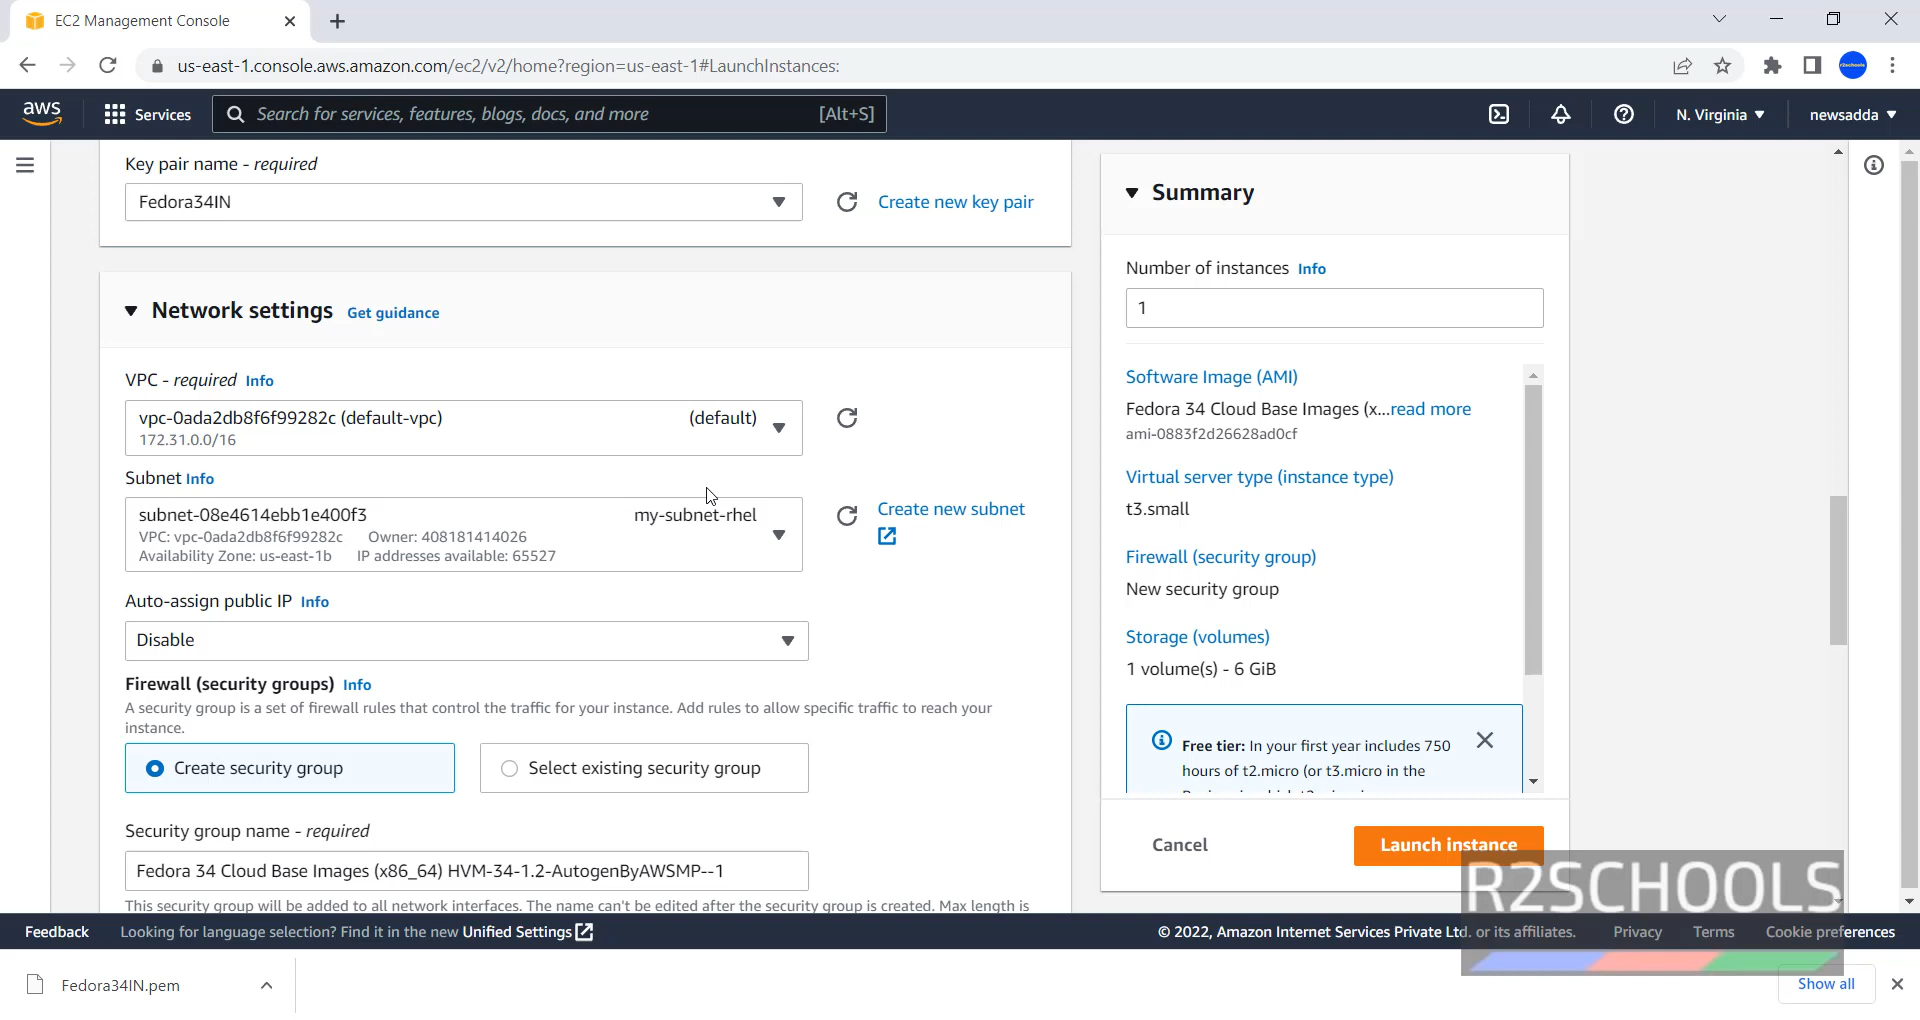 EC2 Management Console
us-east-1.console.aws.amazon.com/ec2/v2/home?region=us-east-1#LaunchInstances:
r2schools
aws
Services
Search for services, features, blogs, docs, and more
[Alt+S]
N. Virginia
newsadda
Key pair name - required
Fedora34IN
Create new key pair
Network settings
Get guidance
VPC - required Info
vpc-0ada2db8f6f99282c (default-vpc)
(default)
172.31.0.0/16
Subnet Info
subnet-08e4614ebb1e400f3
my-subnet-rhel
VPC: vpc-0ada2db8f6f99282c Owner: 408181414026
Availability Zone: us-east-1b IP addresses available: 65527
Create new subnet
Auto-assign public IP Info
Disable
Firewall (security groups) Info
A security group is a set of firewall rules that control the traffic for your instance. Add rules to allow specific traffic to reach your
instance.
Create security group
Select existing security group
Security group name - required
Fedora 34 Cloud Base Images (x86_64) HVM-34-1.2-AutogenByAWSMP--1
This security group will be added to all network interfaces. The name can't be edited after the security group is created. Max length is
Summary
Number of instances Info
1
Software Image (AMI)
Fedora 34 Cloud Base Images (x...read more
ami-0883f2d26628ad0cf
Virtual server type (instance type)
t3.small
Firewall (security group)
New security group
Storage (volumes)
1 volume(s) - 6 GiB
Free tier: In your first year includes 750
hours of t2.micro (or t3.micro in the
Cancel
Launch instance
R2SCHOOLS
Feedback
Looking for language selection? Find it in the new Unified Settings
© 2022, Amazon Internet Services Private Ltd. or its affiliates.
Privacy
Terms
Cookie preferences
Fedora34IN.pem
Show all